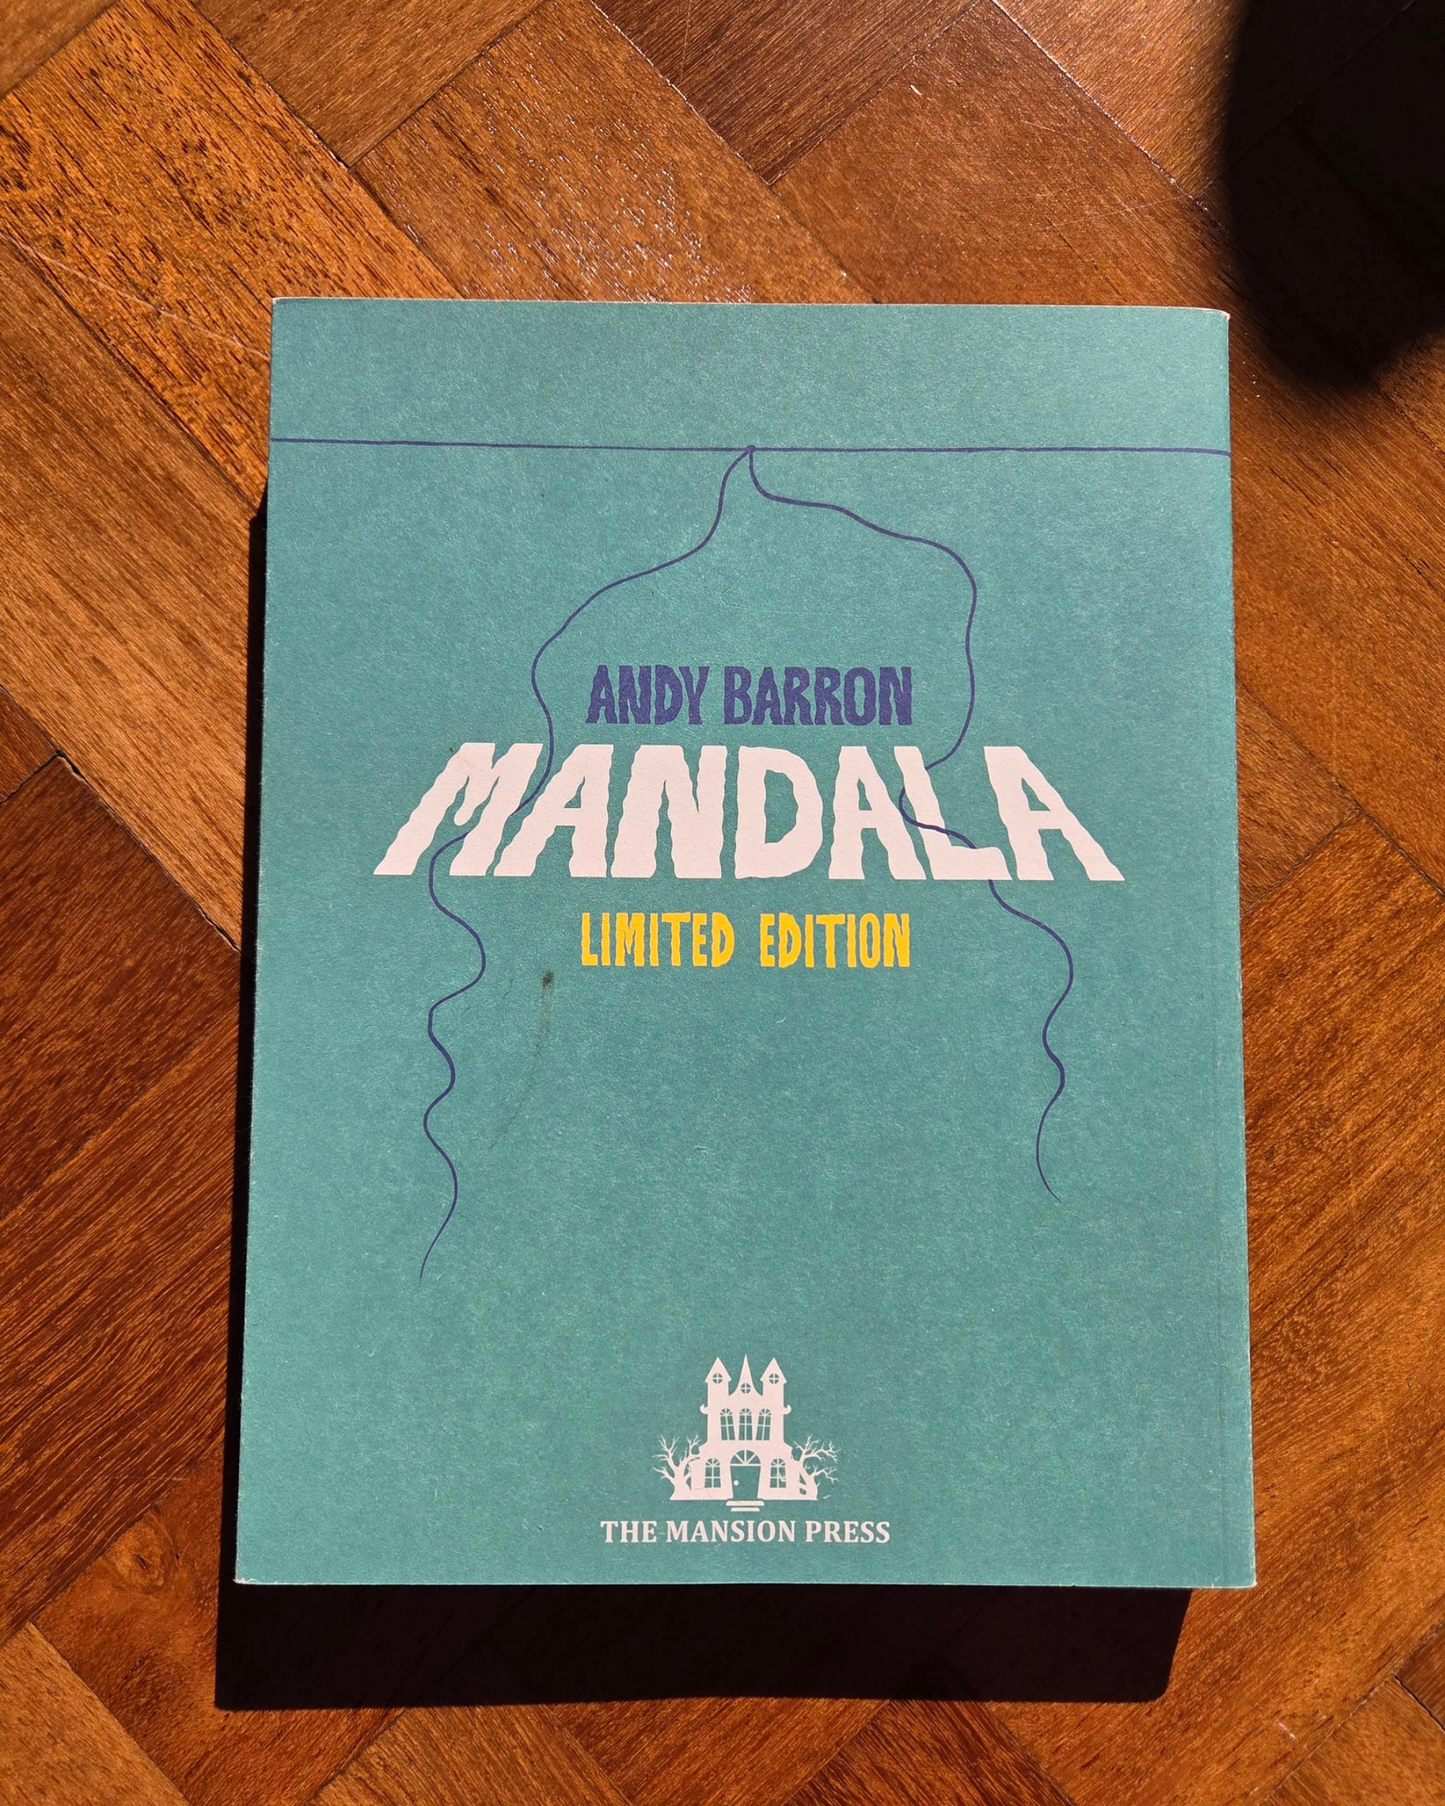 ANDY BARRON
MANDALA
LIMITED EDITION
THE MANSION PRESS